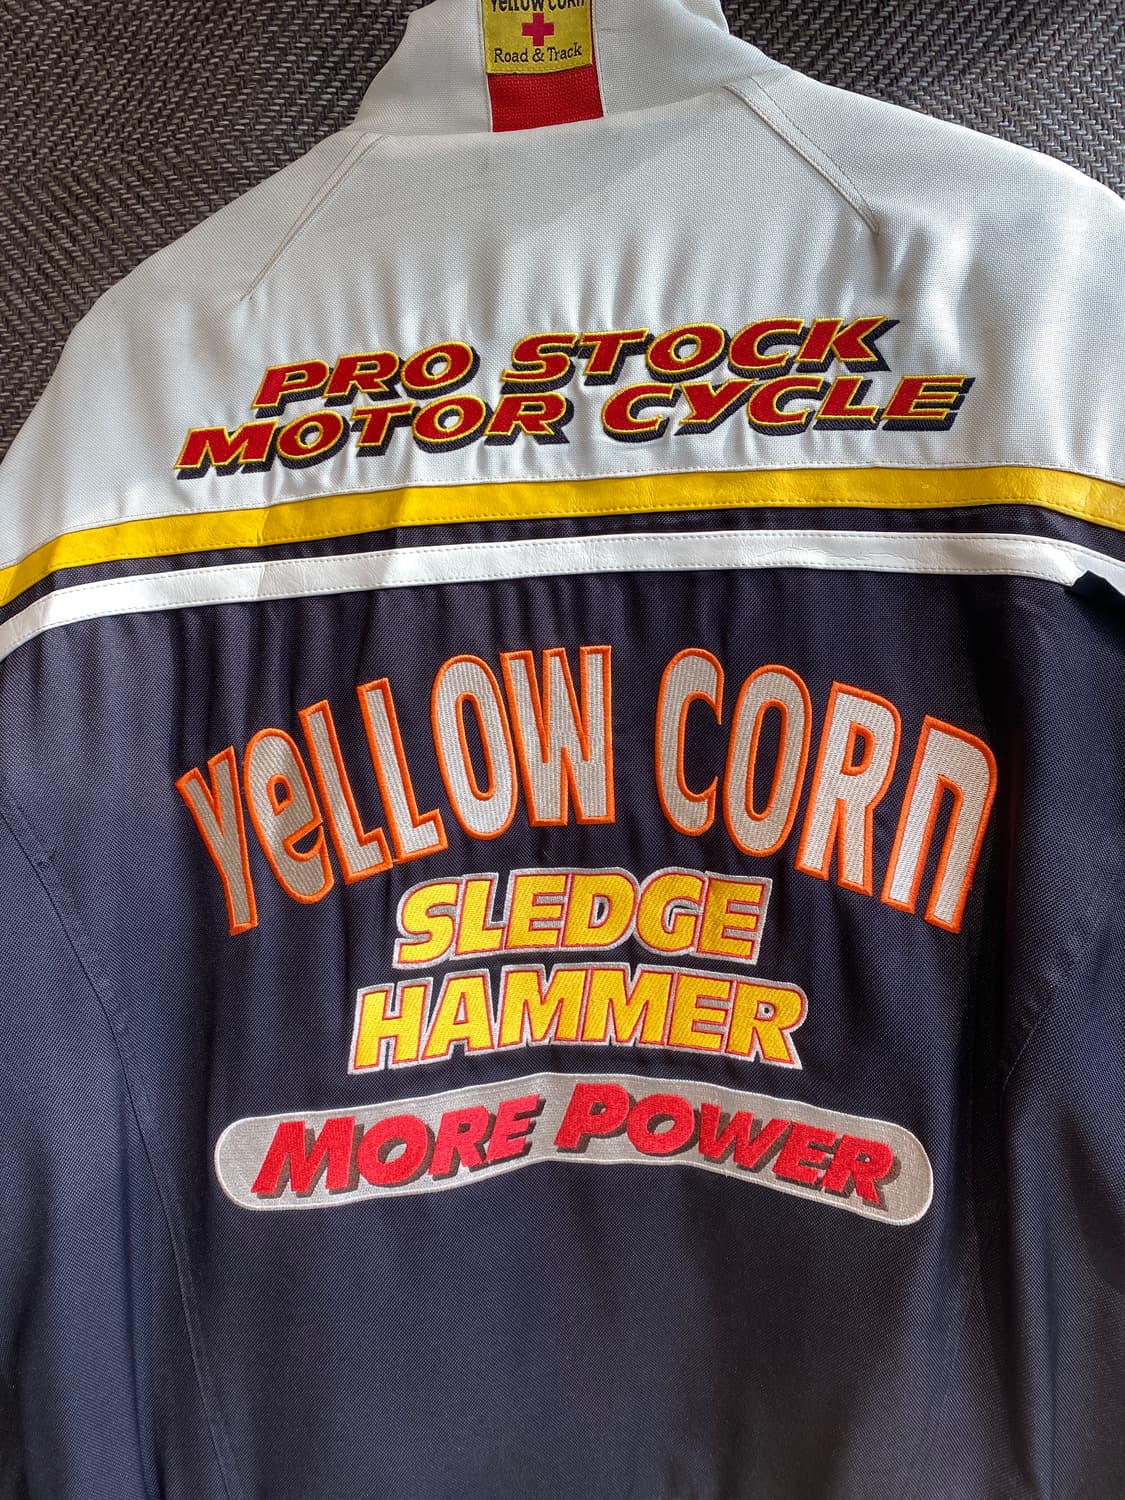 YeLLOW CORn
Road & Track
PRO STOCK
MOTOR CYCLE
YeLLOW CORn
SLEDGE
HAMMER
MORE POWER